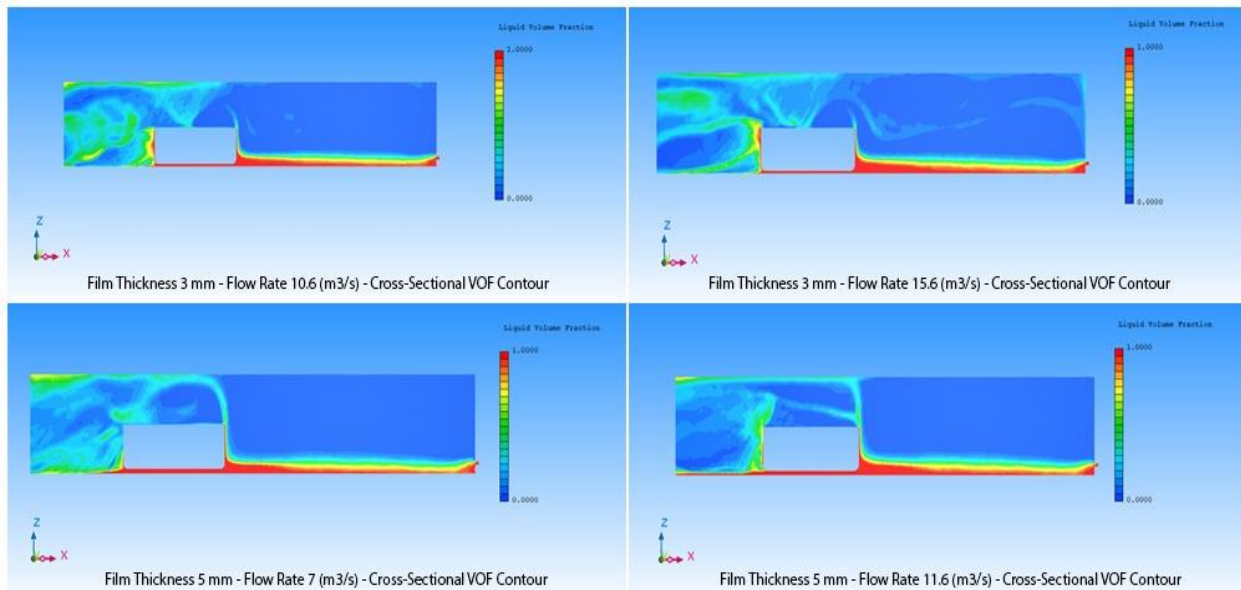 Liquid Volume Fraction
1.0000
0.0000
Z
X
Film Thickness 3 mm - Flow Rate 10.6 (m3/s) - Cross-Sectional VOF Contour
Liquid Volume Fraction
1.0000
0.0000
Z
X
Film Thickness 3 mm - Flow Rate 15.6 (m3/s) - Cross-Sectional VOF Contour
Liquid Volume Fraction
1.0000
0.0000
Z
X
Film Thickness 5 mm - Flow Rate 7 (m3/s) - Cross-Sectional VOF Contour
Liquid Volume Fraction
1.0000
0.0000
Z
X
Film Thickness 5 mm - Flow Rate 11.6 (m3/s) - Cross-Sectional VOF Contour